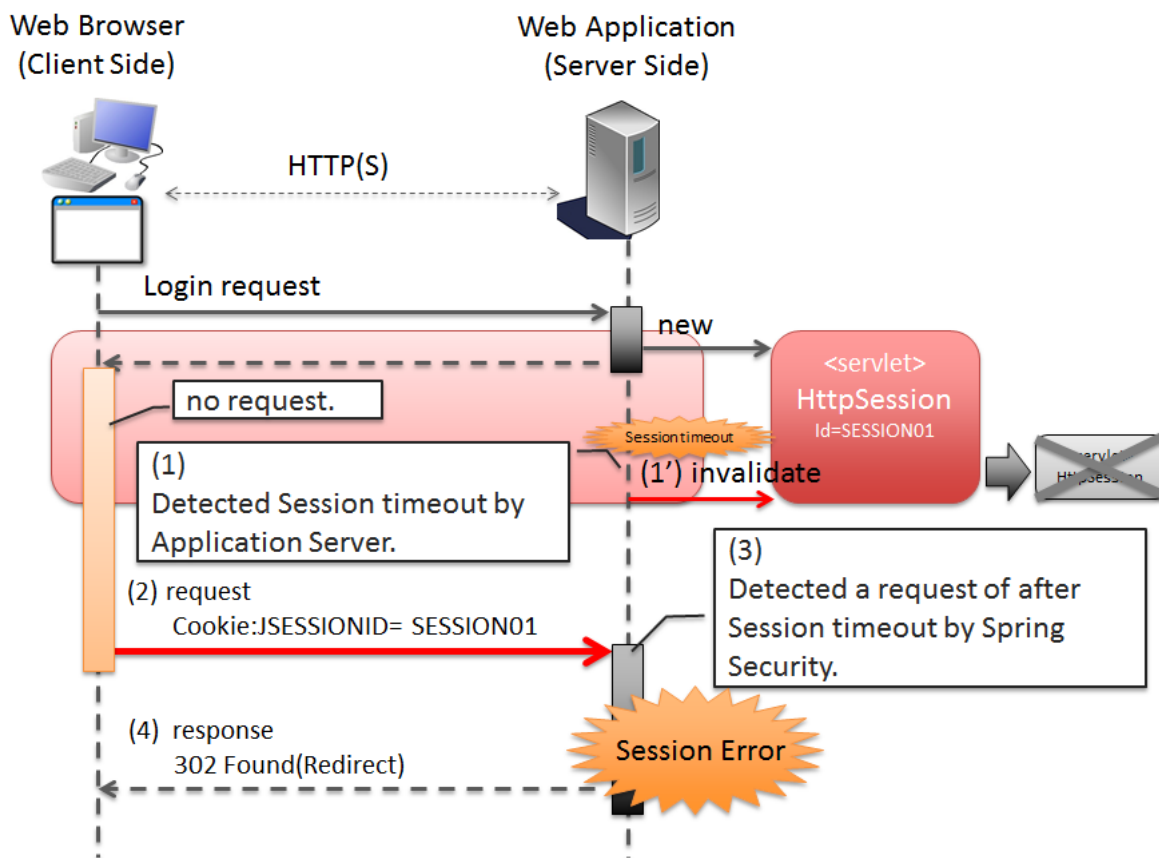 Web Browser
(Client Side)
Web Application
(Server Side)
HTTP(S)
Login request
new
<servlet>
HttpSession
Id=SESSION01
no request.
Session timeout
(1)
Detected Session timeout by
Application Server.
(1') invalidate
HttpSession
(2) request
Cookie:JSESSIONID= SESSION01
(3)
Detected a request of after
Session timeout by Spring
Security.
(4) response
302 Found(Redirect)
Session Error